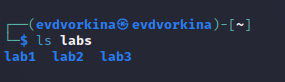 ┌──(evdvorkina㉿evdvorkina)-[~]
└─$ ls labs
lab1  lab2  lab3